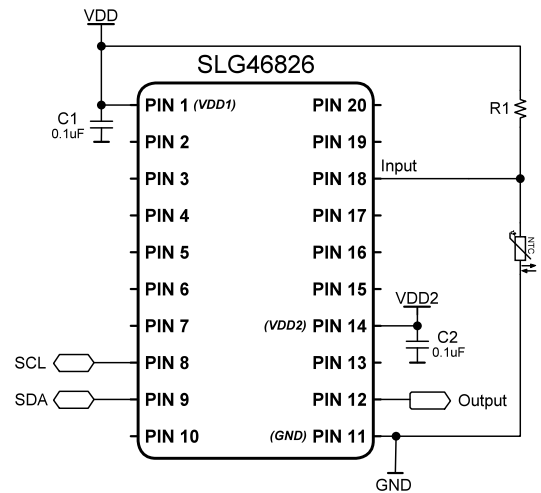 VDD
SLG46826
C1
0.1uF
PIN 1 (VDD1)
PIN 2
PIN 3
PIN 4
PIN 5
PIN 6
PIN 7
PIN 8
PIN 9
PIN 10
SCL
SDA
PIN 20
PIN 19
PIN 18
PIN 17
PIN 16
PIN 15
(VDD2) PIN 14
PIN 13
PIN 12
(GND) PIN 11
Input
R1
NTC
VDD2
C2
0.1uF
Output
GND